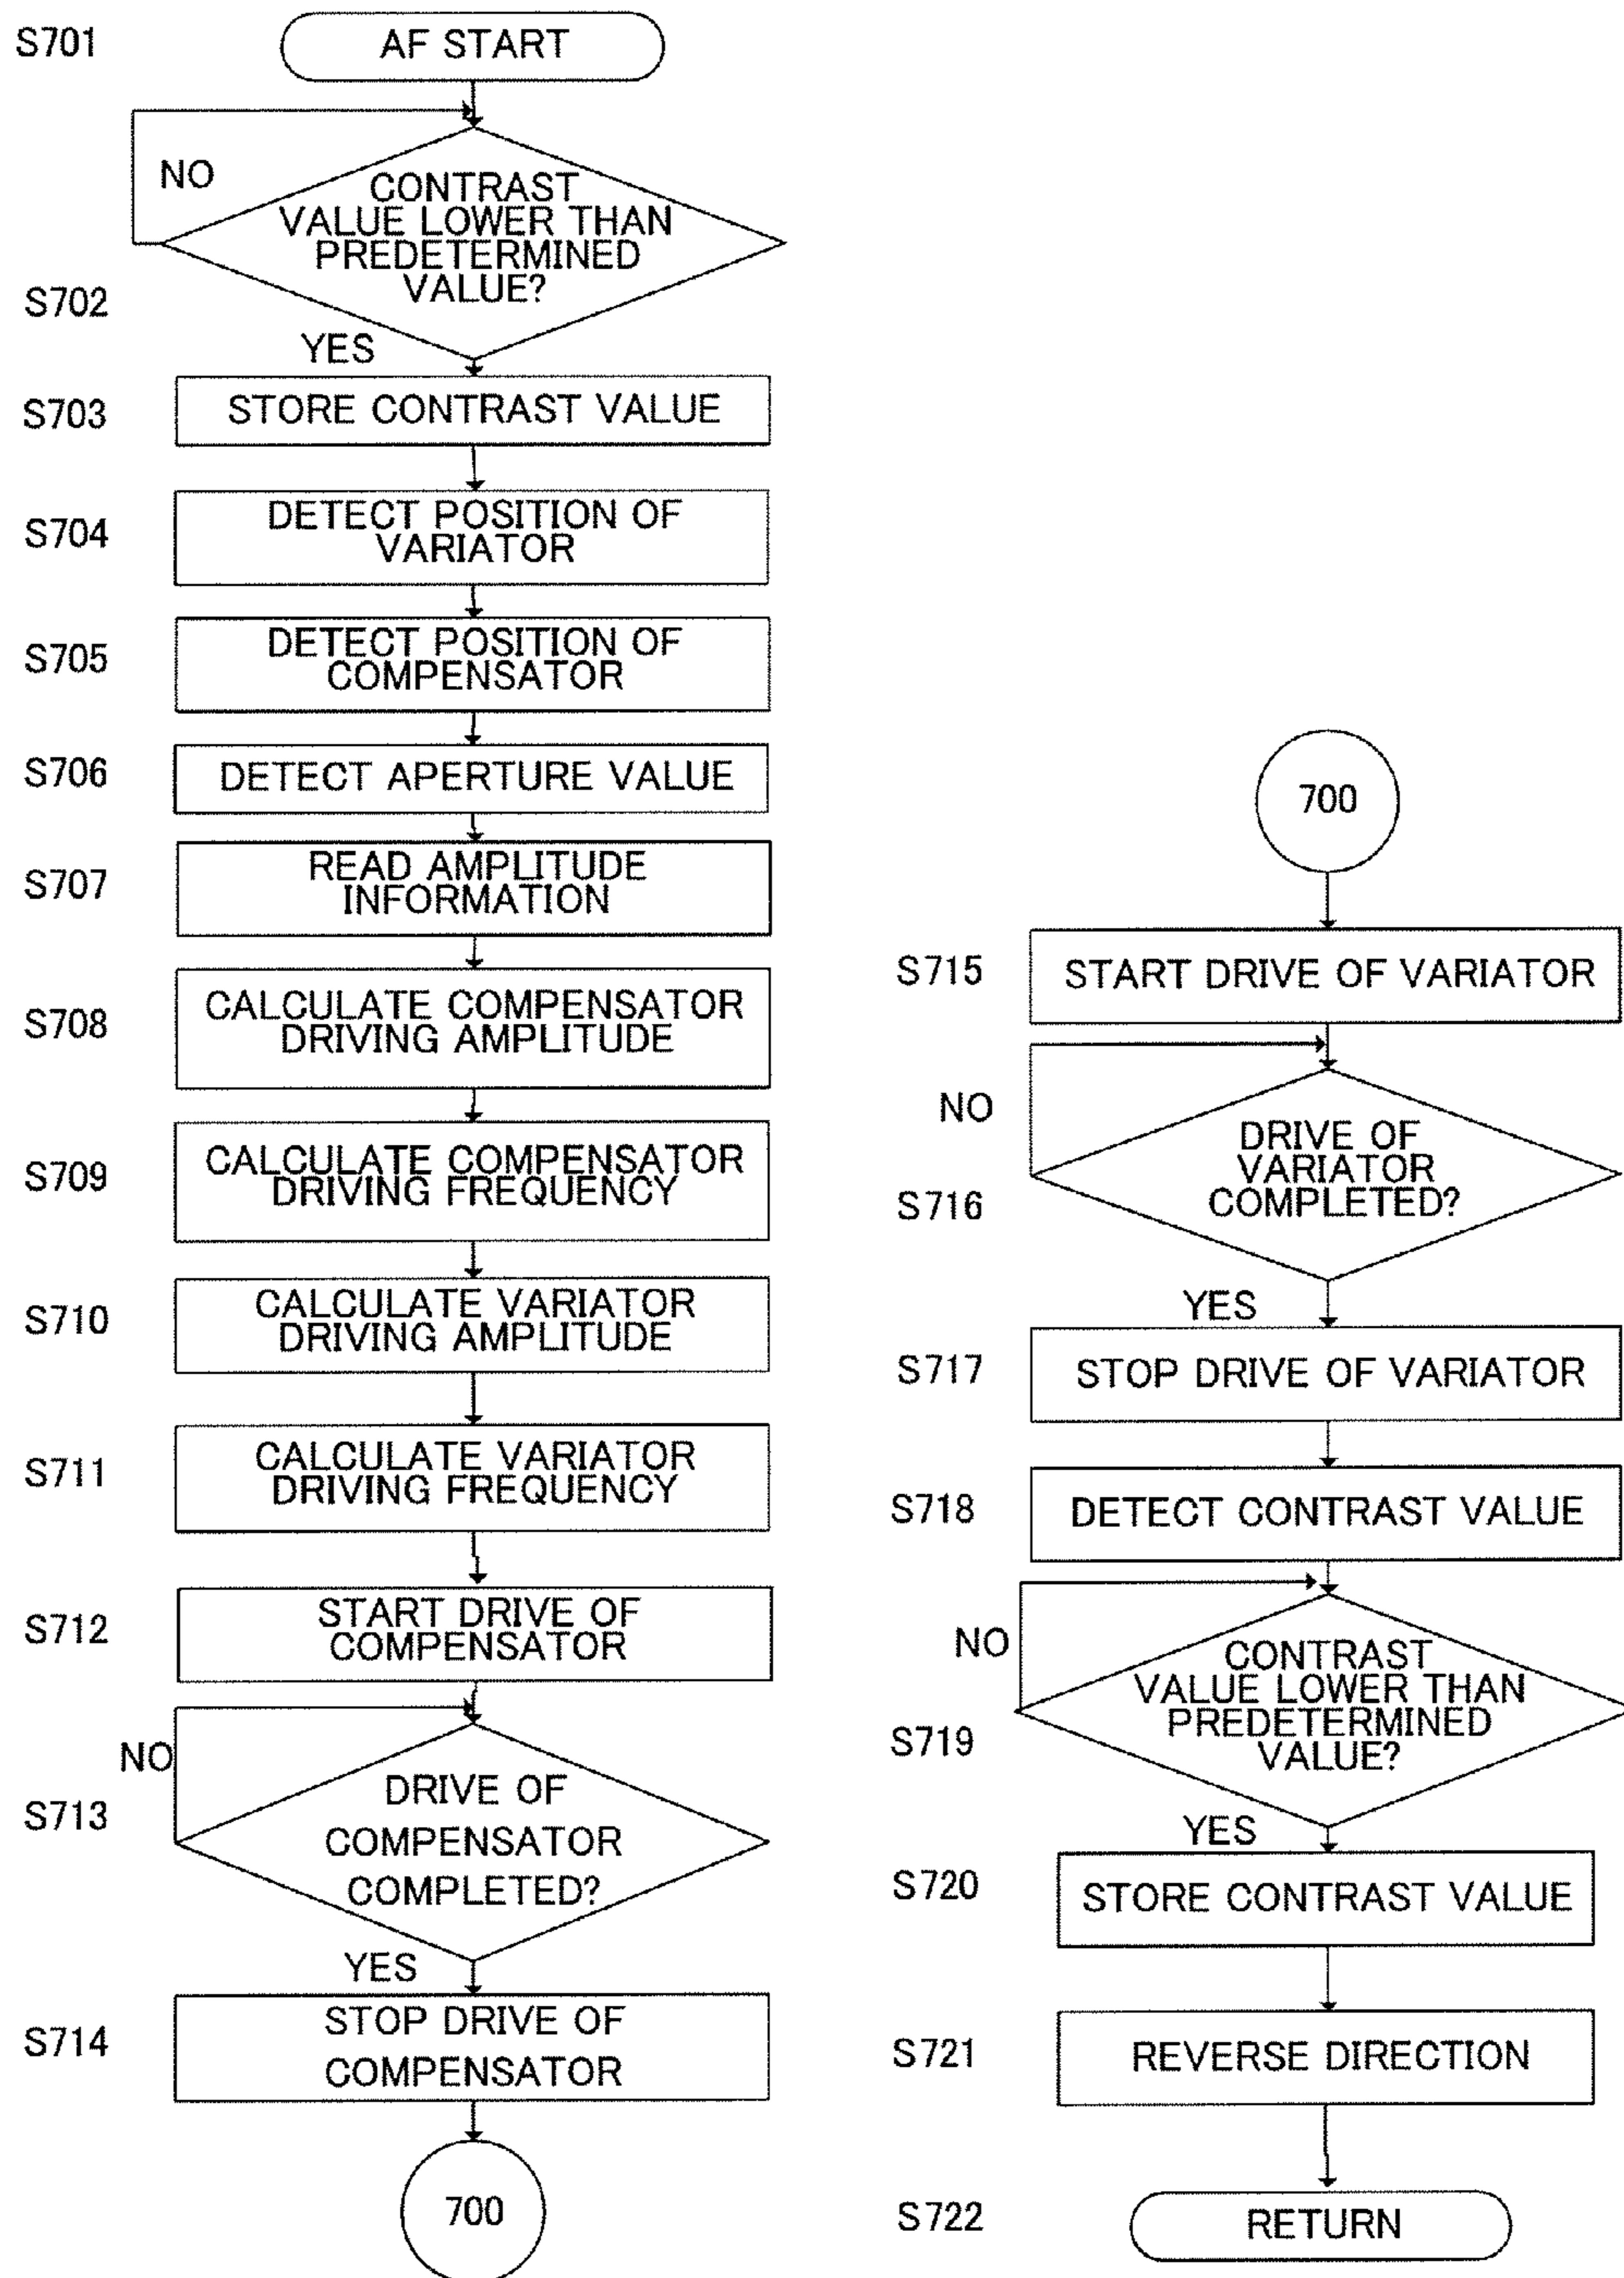 S701
AF START
NO
CONTRAST
VALUE LOWER THAN
PREDETERMINED
VALUE?
S702
YES
S703
STORE CONTRAST VALUE
S704
DETECT POSITION OF
VARIATOR
S705
DETECT POSITION OF
COMPENSATOR
S706
DETECT APERTURE VALUE
S707
READ AMPLITUDE
INFORMATION
S708
CALCULATE COMPENSATOR
DRIVING AMPLITUDE
S709
CALCULATE COMPENSATOR
DRIVING FREQUENCY
S710
CALCULATE VARIATOR
DRIVING AMPLITUDE
S711
CALCULATE VARIATOR
DRIVING FREQUENCY
S712
START DRIVE OF
COMPENSATOR
NO
S713
DRIVE OF
COMPENSATOR
COMPLETED?
YES
S714
STOP DRIVE OF
COMPENSATOR
700
700
S715
START DRIVE OF VARIATOR
NO
DRIVE OF
VARIATOR
COMPLETED?
S716
YES
S717
STOP DRIVE OF VARIATOR
S718
DETECT CONTRAST VALUE
NO
CONTRAST
VALUE LOWER THAN
PREDETERMINED
VALUE?
S719
YES
S720
STORE CONTRAST VALUE
S721
REVERSE DIRECTION
S722
RETURN